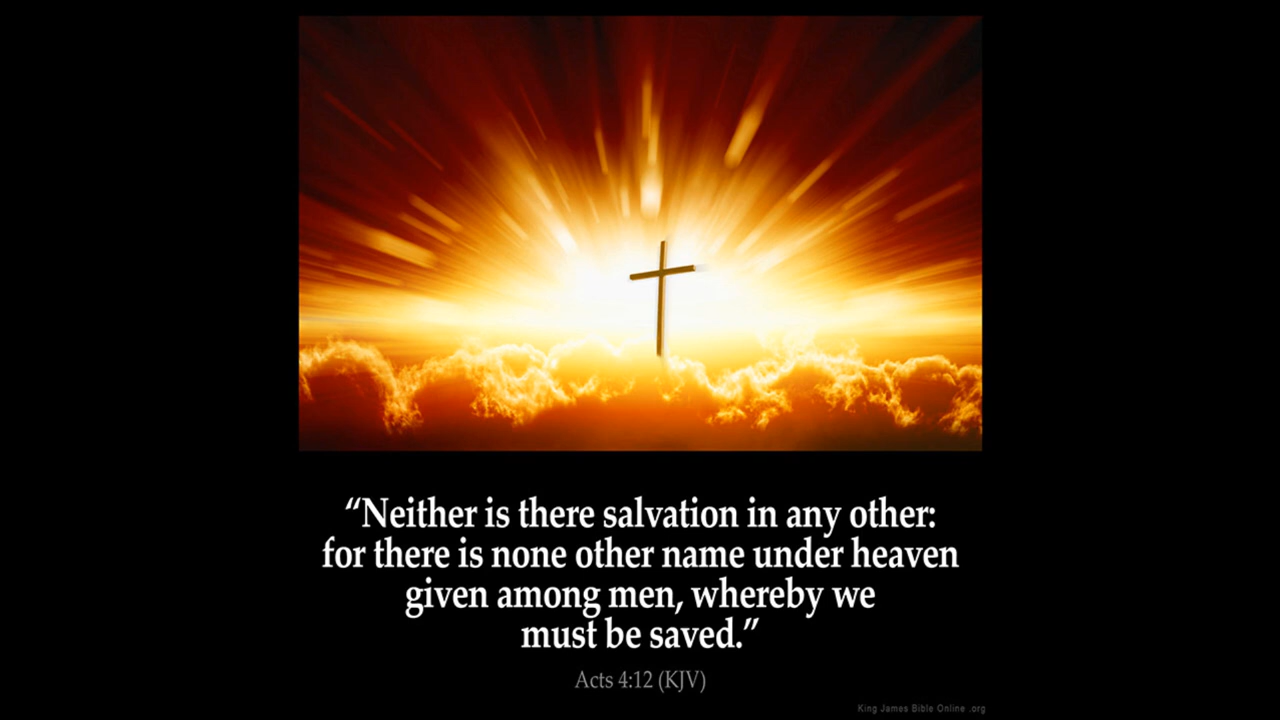 “Neither is there salvation in any other:
for there is none other name under heaven
given among men, whereby we
must be saved.”
Acts 4:12 (KJV)
King James Bible Online .org